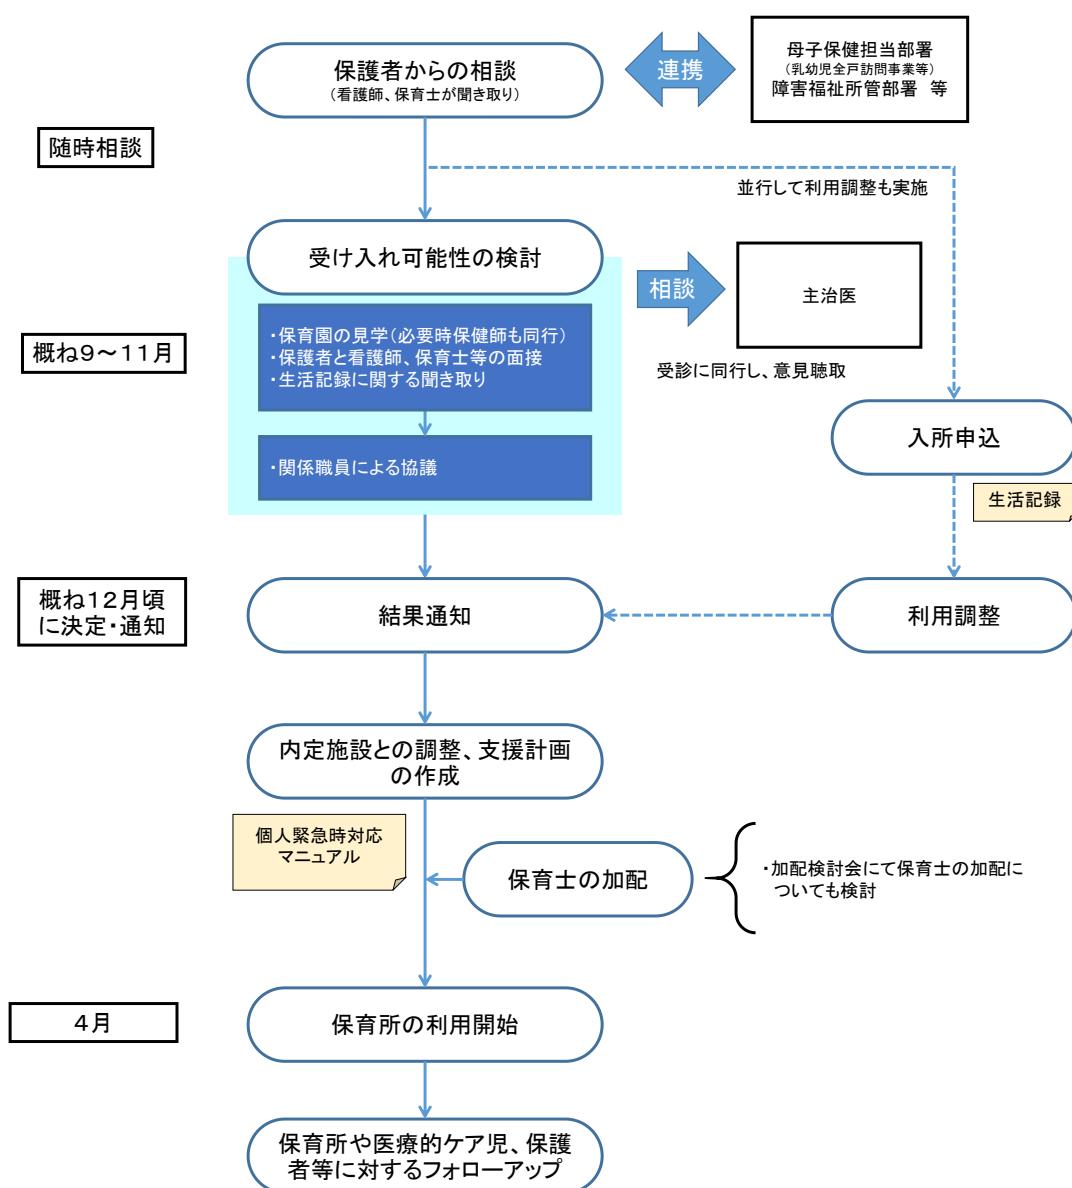 保護者からの相談
（看護師、保育士が聞き取り）
連携
母子保健担当部署
（乳幼児全戸訪問事業等）
障害福祉所管部署　等
随時相談
並行して利用調整も実施
受け入れ可能性の検討
相談
主治医
概ね９～１１月
・保育園の見学（必要時保健師も同行）
・保護者と看護師、保育士等の面接
・生活記録に関する聞き取り
受診に同行し、意見聴取
・関係職員による協議
入所申込
生活記録
概ね１２月頃
に決定・通知
結果通知
利用調整
内定施設との調整、支援計画
の作成
個人緊急時対応
マニュアル
保育士の加配
・加配検討会にて保育士の加配に
ついても検討
４月
保育所の利用開始
保育所や医療的ケア児、保護
者等に対するフォローアップ